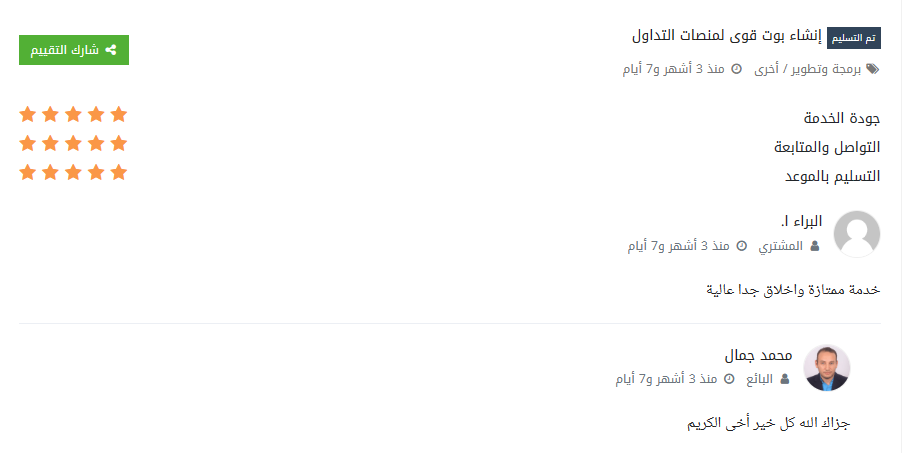 تم التسليم إنشاء بوت قوى لمنصات التداول
شارك التقييم
برمجة وتطوير / أخرى منذ 3 أشهر و7 أيام
جودة الخدمة
التواصل والمتابعة
التسليم بالموعد
البراء ا.
المشتري منذ 3 أشهر و7 أيام
خدمة ممتازة واخلاق جدا عالية
محمد جمال
البائع منذ 3 أشهر و7 أيام
جزاك الله كل خير أخى الكريم